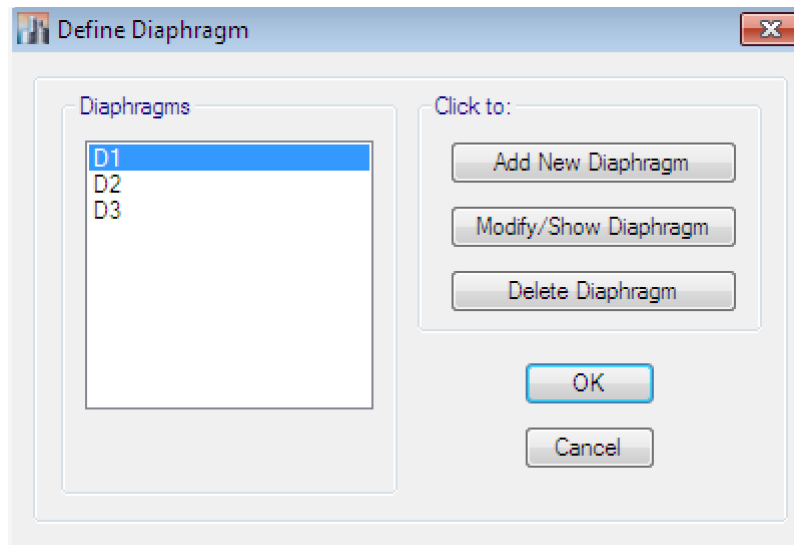 Define Diaphragm
Diaphragms
D1
D2
D3
Click to:
Add New Diaphragm
Modify/Show Diaphragm
Delete Diaphragm
OK
Cancel